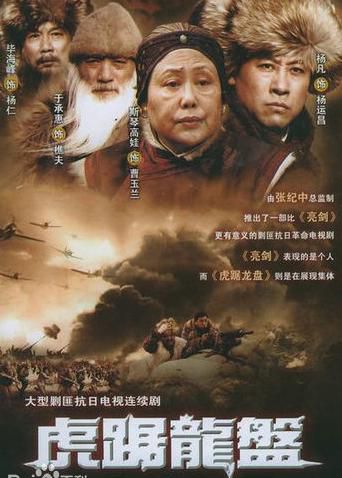 毕海峰 饰 杨仁
于承惠 饰 樵夫
斯琴高娃 饰 曹玉兰
杨凡 饰 杨运昌
由张纪中总监制
推出了一部比《亮剑》
更有意义的剿匪抗日革命电视剧
《亮剑》表现的是个人
而《虎踞龙盘》则是在展现集体
大型剿匪抗日电视连续剧
虎踞龍盤
Baidu